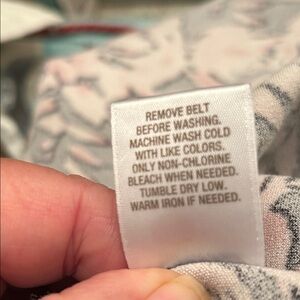 REMOVE BELT
BEFORE WASHING.
MACHINE WASH COLD
WITH LIKE COLORS.
ONLY NON-CHLORINE
BLEACH WHEN NEEDED.
TUMBLE DRY LOW.
WARM IRON IF NEEDED.